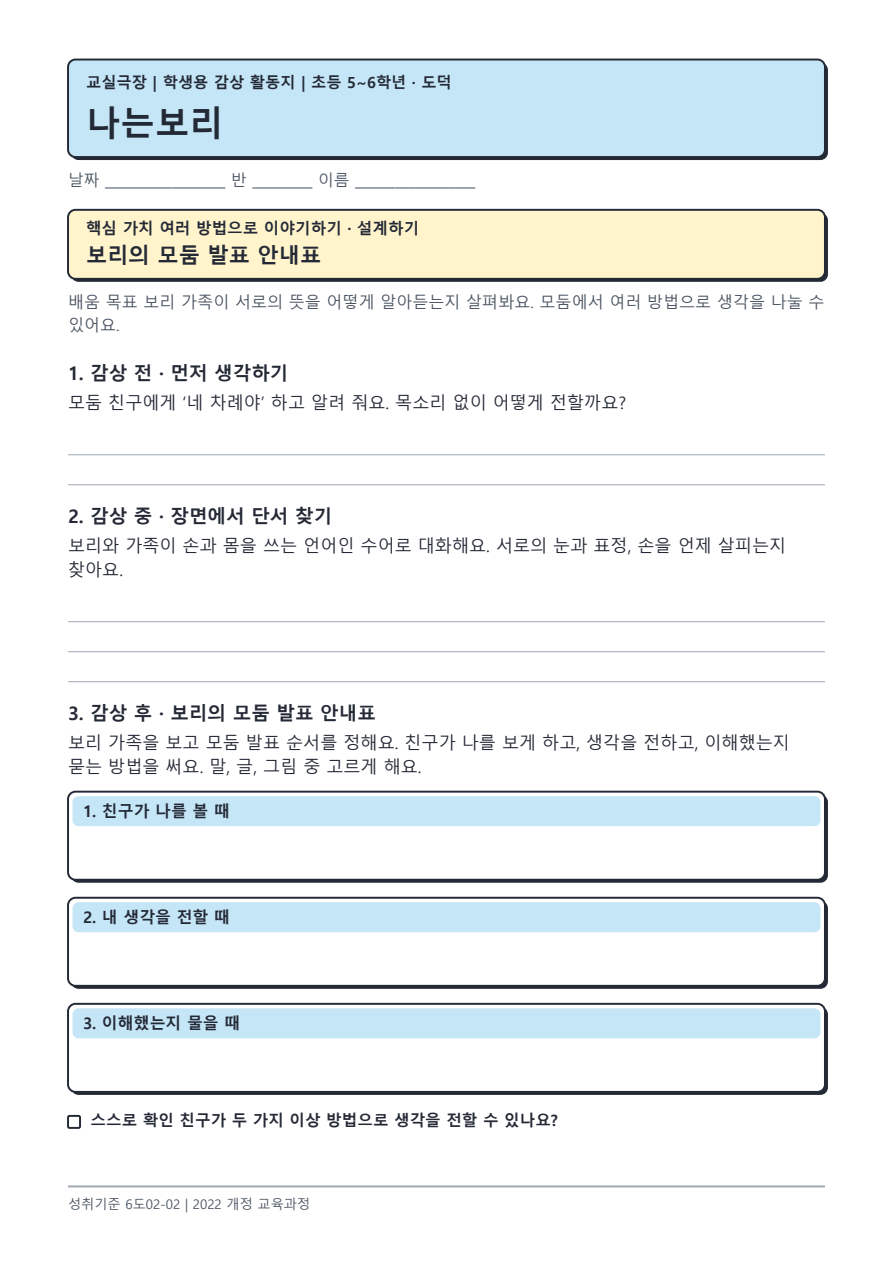 교실극장 | 학생용 감상 활동지 | 초등 5~6학년 · 도덕
나는보리
날짜 _______________ 반 _______ 이름 _______________
핵심 가치 여러 방법으로 이야기하기 · 설계하기
보리의 모둠 발표 안내표
배움 목표 보리 가족이 서로의 뜻을 어떻게 알아듣는지 살펴봐요. 모둠에서 여러 방법으로 생각을 나눌 수
있어요.
1. 감상 전 · 먼저 생각하기
모둠 친구에게 ‘네 차례야’ 하고 알려 줘요. 목소리 없이 어떻게 전할까요?
2. 감상 중 · 장면에서 단서 찾기
보리와 가족이 손과 몸을 쓰는 언어인 수어로 대화해요. 서로의 눈과 표정, 손을 언제 살피는지
찾아요.
3. 감상 후 · 보리의 모둠 발표 안내표
보리 가족을 보고 모둠 발표 순서를 정해요. 친구가 나를 보게 하고, 생각을 전하고, 이해했는지
묻는 방법을 써요. 말, 글, 그림 중 고르게 해요.
1. 친구가 나를 볼 때
2. 내 생각을 전할 때
3. 이해했는지 물을 때
스스로 확인 친구가 두 가지 이상 방법으로 생각을 전할 수 있나요?
성취기준 6도02-02 | 2022 개정 교육과정